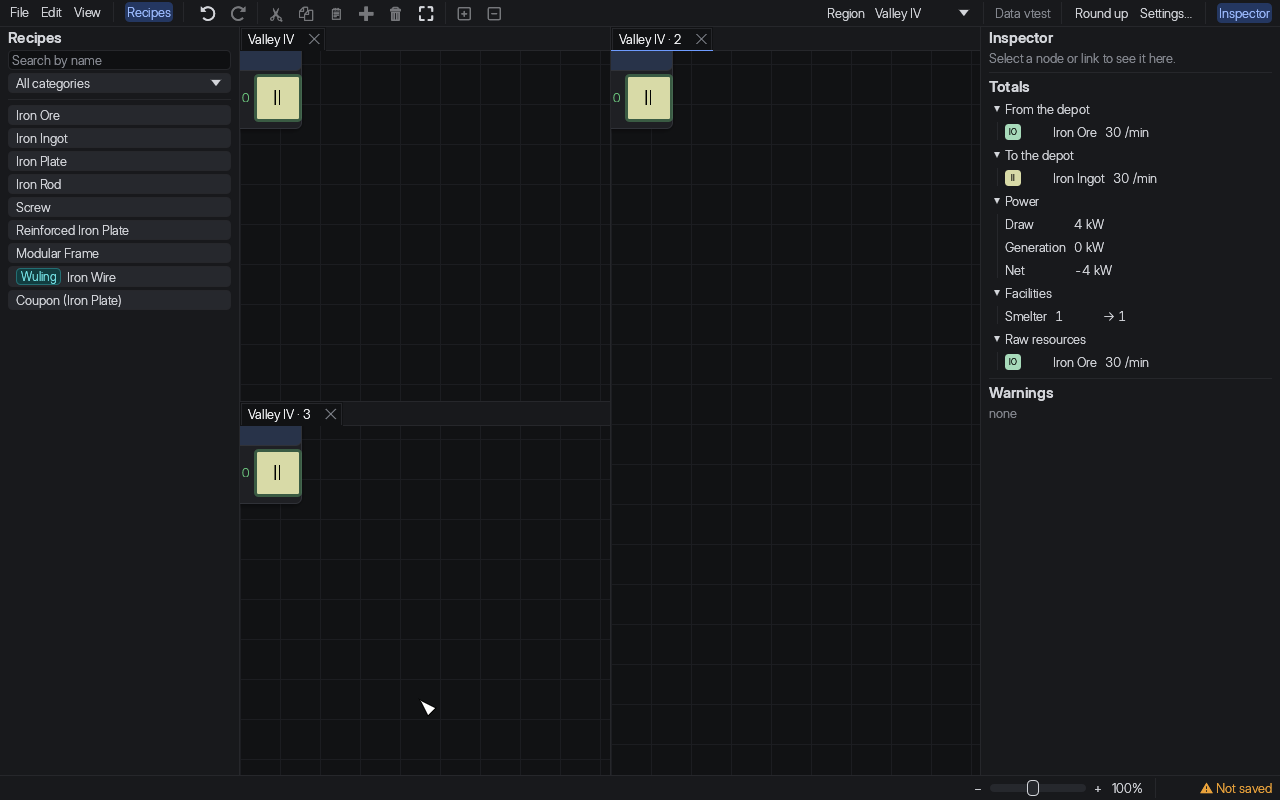 File Edit View Recipes Region Valley IV Data vtest Round up Settings... Inspector
Recipes
Search by name
All categories
Iron Ore
Iron Ingot
Iron Plate
Iron Rod
Screw
Reinforced Iron Plate
Modular Frame
Wuling Iron Wire
Coupon (Iron Plate)
Valley IV
0 II
Valley IV · 3
0 II
Valley IV · 2
0 II
Inspector
Select a node or link to see it here.
Totals
From the depot
IO Iron Ore 30 /min
To the depot
II Iron Ingot 30 /min
Power
Draw 4 kW
Generation 0 kW
Net -4 kW
Facilities
Smelter 1 → 1
Raw resources
IO Iron Ore 30 /min
Warnings
none
− + 100% Not saved